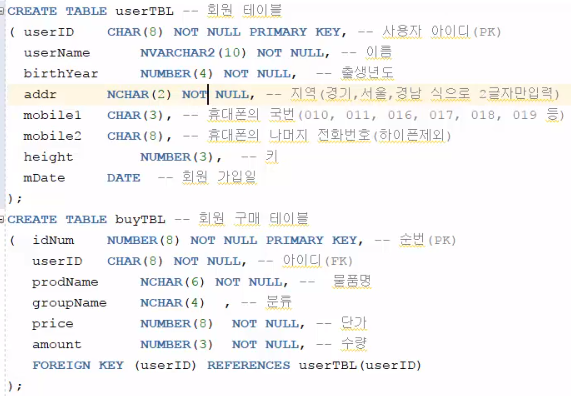 CREATE TABLE userTBL -- 회원 테이블
( userID CHAR(8) NOT NULL PRIMARY KEY, -- 사용자 아이디(PK)
userName NVARCHAR2(10) NOT NULL, -- 이름
birthYear NUMBER(4) NOT NULL, -- 출생년도
addr NCHAR(2) NOT NULL, -- 지역(경기,서울,경남 식으로 2글자만입력)
mobile1 CHAR(3), -- 휴대폰의 국번(010, 011, 016, 017, 018, 019 등)
mobile2 CHAR(8), -- 휴대폰의 나머지 전화번호(하이픈제외)
height NUMBER(3), -- 키
mDate DATE -- 회원 가입일
);
CREATE TABLE buyTBL -- 회원 구매 테이블
( idNum NUMBER(8) NOT NULL PRIMARY KEY, -- 순번(PK)
userID CHAR(8) NOT NULL, -- 아이디(FK)
prodName NCHAR(6) NOT NULL, -- 물품명
groupName NCHAR(4) , -- 분류
price NUMBER(8) NOT NULL, -- 단가
amount NUMBER(3) NOT NULL, -- 수량
FOREIGN KEY (userID) REFERENCES userTBL(userID)
);